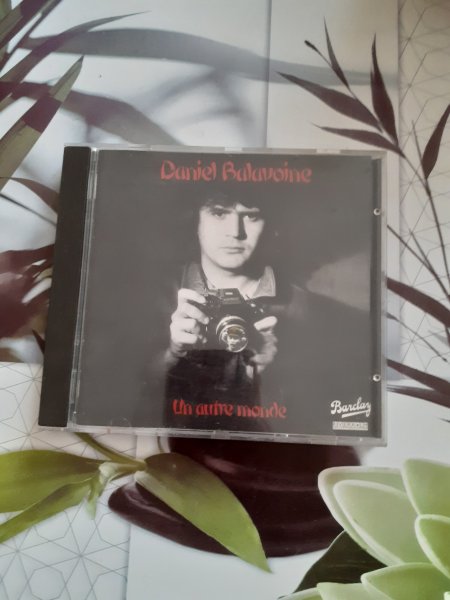 Daniel Balavoine
Un autre monde
Barclay